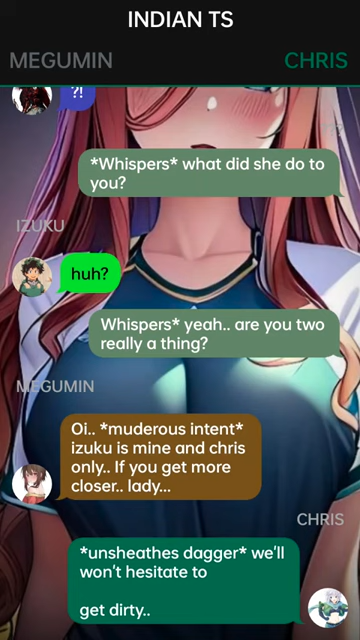 INDIAN TS
MEGUMIN
CHRIS
?!
*Whispers* what did she do to
you?
IZUKU
huh?
Whispers* yeah.. are you two
really a thing?
MEGUMIN
Oi.. *muderous intent*
izuku is mine and chris
only.. If you get more
closer.. lady...
CHRIS
*unsheathes dagger* we'll
won't hesitate to
get dirty..